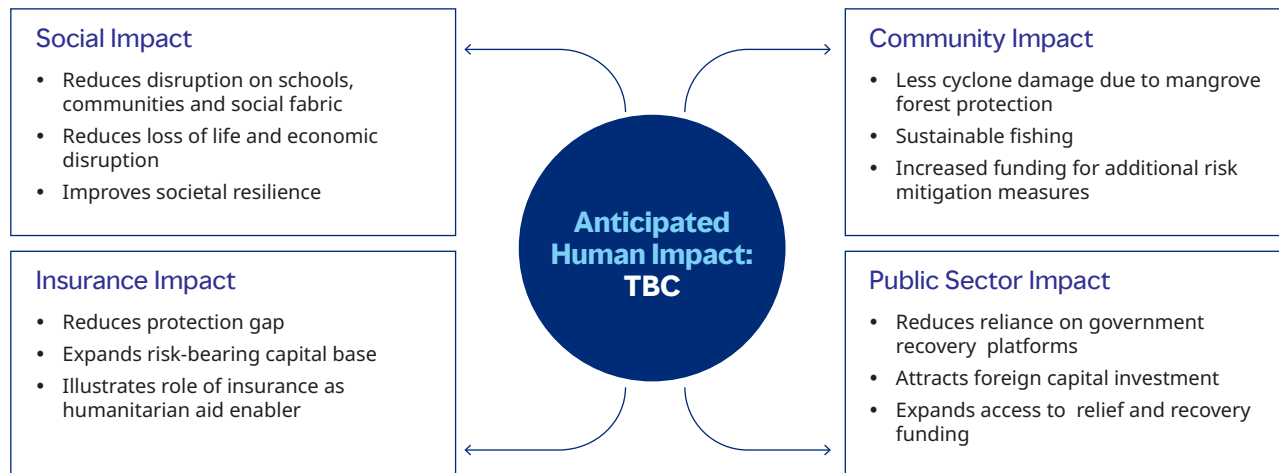 Social Impact
• Reduces disruption on schools,
communities and social fabric
• Reduces loss of life and economic
disruption
• Improves societal resilience
Community Impact
• Less cyclone damage due to mangrove
forest protection
• Sustainable fishing
• Increased funding for additional risk
mitigation measures
Anticipated
Human Impact:
TBC
Insurance Impact
• Reduces protection gap
• Expands risk-bearing capital base
• Illustrates role of insurance as
humanitarian aid enabler
Public Sector Impact
• Reduces reliance on government
recovery platforms
• Attracts foreign capital investment
• Expands access to relief and recovery
funding